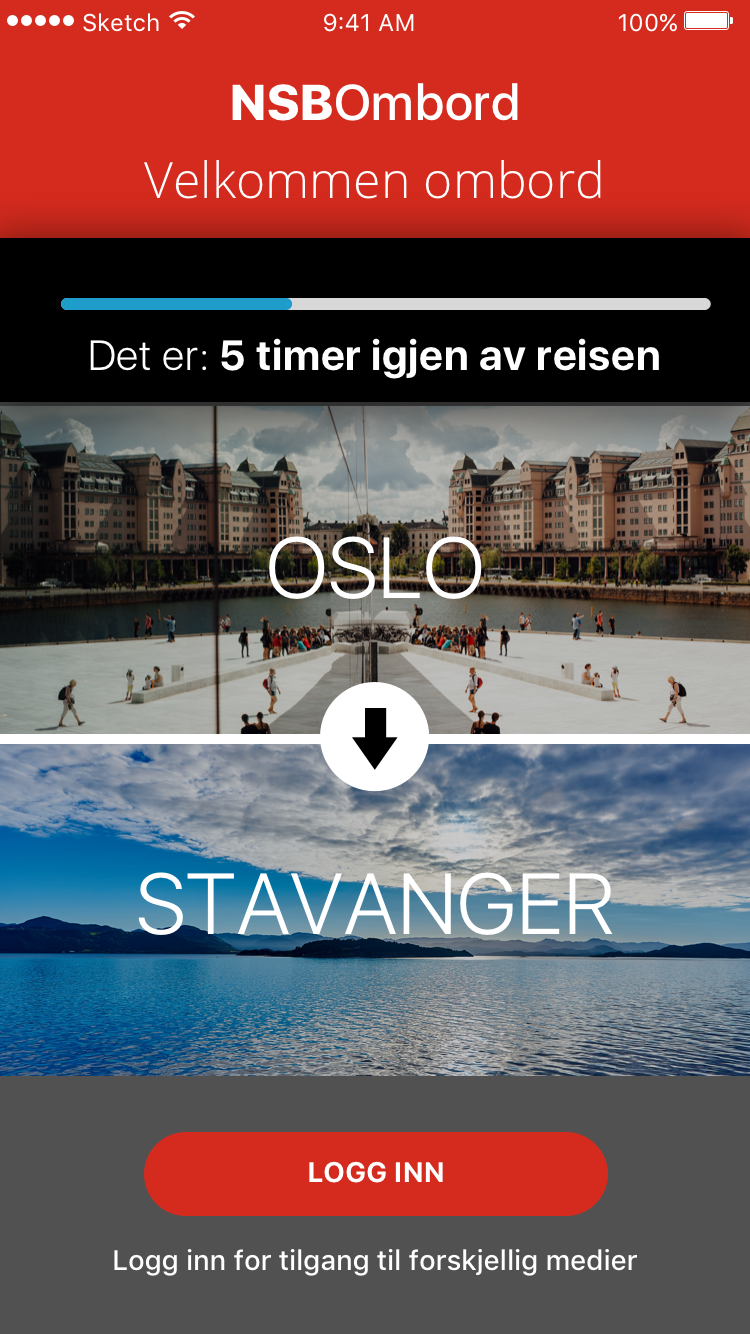 Sketch 9:41 AM 100%
NSBOmbord
Velkommen ombord
Det er: 5 timer igjen av reisen
OSLO
STAVANGER
LOGG INN
Logg inn for tilgang til forskjellig medier